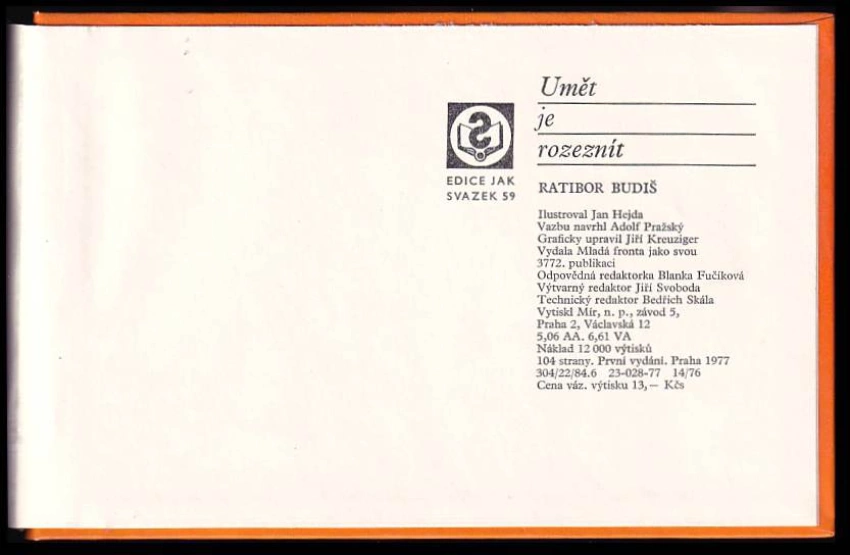 Umět
je
rozeznít
EDICE JAK
SVAZEK 59
RATIBOR BUDIŠ
Ilustroval Jan Hejda
Vazbu navrhl Adolf Pražský
Graficky upravil Jiří Kreuziger
Vydala Mladá fronta jako svou
3772. publikaci
Odpovědná redaktorka Blanka Fučíková
Výtvarný redaktor Jiří Svoboda
Technický redaktor Bedřich Skála
Vytiskl Mír, n. p., závod 5,
Praha 2, Václavská 12
5,06 AA. 6,61 VA
Náklad 12 000 výtisků
104 strany. První vydání. Praha 1977
304/22/84.6 23-028-77 14/76
Cena váz. výtisku 13,— Kčs